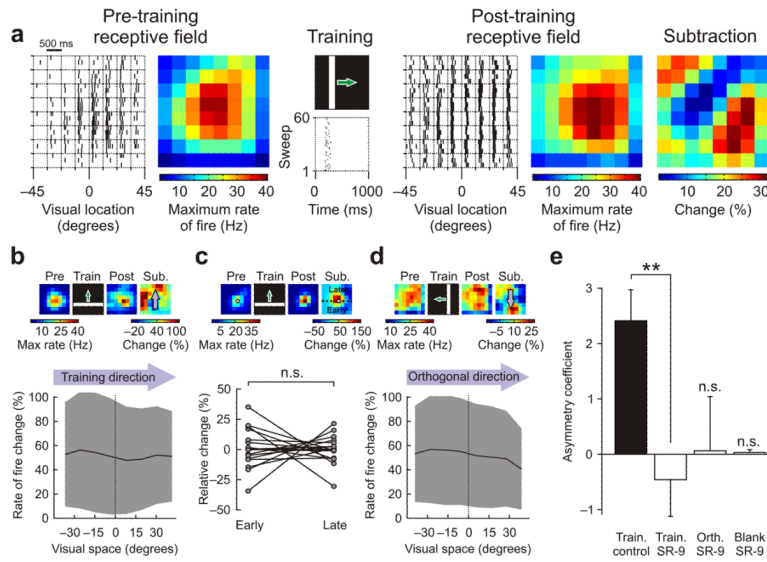 a
Pre-training
receptive field
Training
Post-training
receptive field
Subtraction
500 ms
60
Sweep
1
–45 0 45
Visual location
(degrees)
10 20 30 40
Maximum rate
of fire (Hz)
0 1000
Time (ms)
–45 0 45
Visual location
(degrees)
10 20 30 40
Maximum rate
of fire (Hz)
10 20 30
Change (%)
b
Pre Train Post Sub.
10 25 40
Max rate (Hz)
–20 40 100
Change (%)
Training direction
Rate of fire change (%)
100
80
60
40
20
0
–30 –15 0 15 30
Visual space (degrees)
c
Pre Train Post Sub.
Late
Early
5 20 35
Max rate (Hz)
–50 50 150
Change (%)
n.s.
Relative change (%)
50
25
0
–25
–50
Early Late
d
Pre Train Post Sub.
10 25 40
Max rate (Hz)
–5 10 25
Change (%)
Orthogonal direction
Rate of fire change (%)
100
80
60
40
20
0
–30 –15 0 15 30
Visual space (degrees)
e
**
Asymmetry coefficient
3
2
1
0
–1
n.s.
n.s.
Train. control
Train. SR-9
Orth. SR-9
Blank SR-9